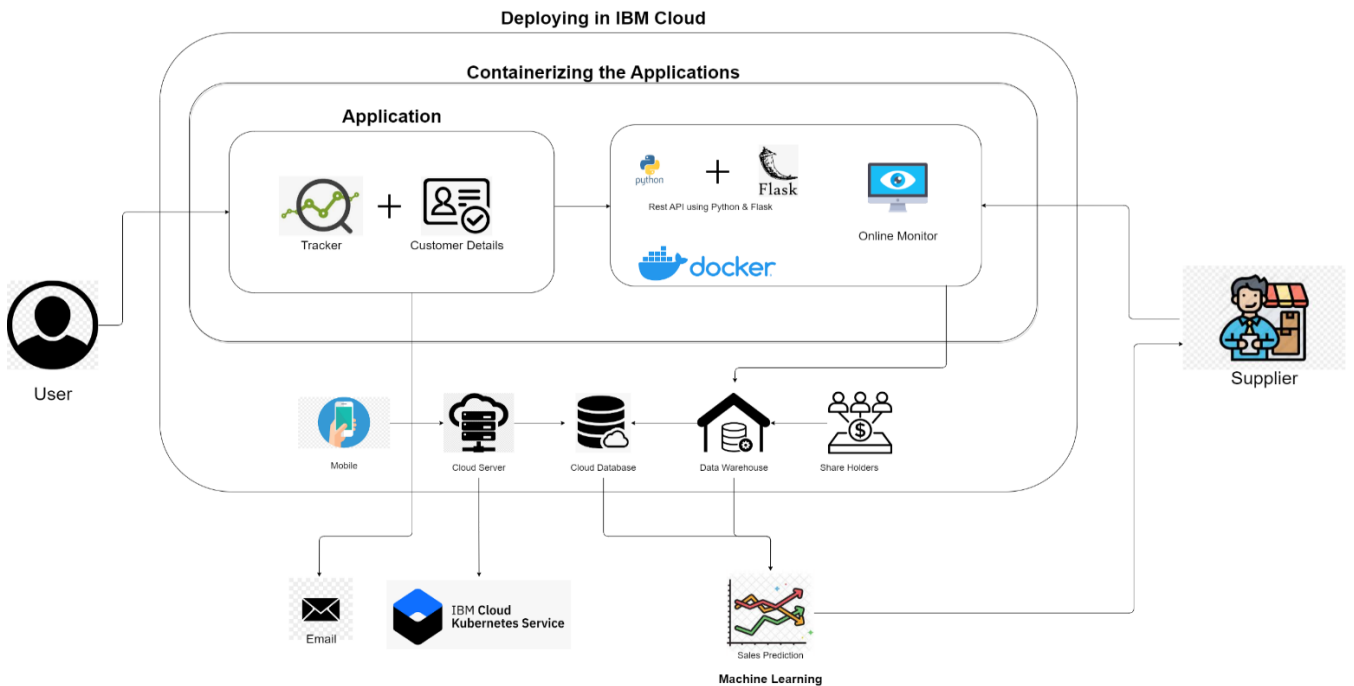 Deploying in IBM Cloud
Containerizing the Applications
Application
python
Flask
Rest API using Python & Flask
Tracker
Customer Details
Online Monitor
docker
User
Supplier
Mobile
Cloud Server
Cloud Database
Data Warehouse
Share Holders
Email
IBM Cloud
Kubernetes Service
Sales Prediction
Machine Learning